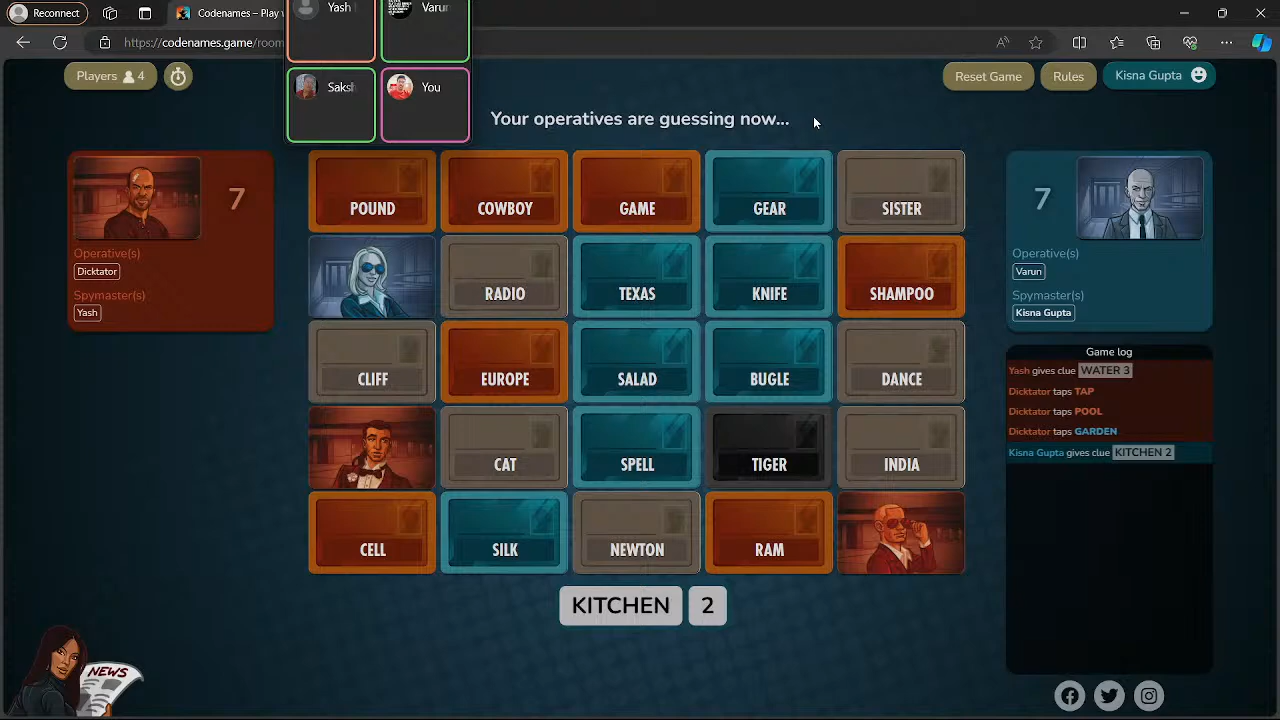 Reconnect
Codenames – Play
https://codenames.game/room
Yash
Varun
Saksh
You
Players 4
Reset Game
Rules
Kisna Gupta
Your operatives are guessing now...
7
Operative(s)
Dicktator
Spymaster(s)
Yash
7
Operative(s)
Varun
Spymaster(s)
Kisna Gupta
POUND
COWBOY
GAME
GEAR
SISTER
RADIO
TEXAS
KNIFE
SHAMPOO
CLIFF
EUROPE
SALAD
BUGLE
DANCE
CAT
SPELL
TIGER
INDIA
CELL
SILK
NEWTON
RAM
KITCHEN 2
Game log
Yash gives clue WATER 3
Dicktator taps TAP
Dicktator taps POOL
Dicktator taps GARDEN
Kisna Gupta gives clue KITCHEN 2
NEWS